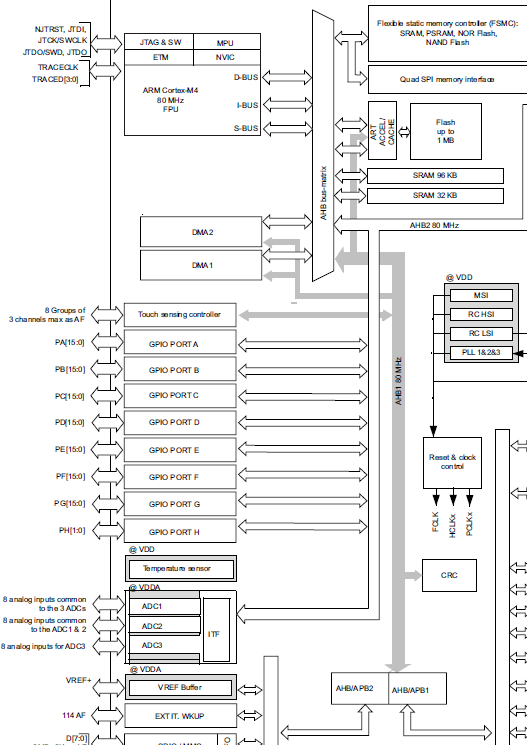 NJTRST, JTDI,
JTCK/SWCLK
JTDO/SWD, JTDO
TRACECLK
TRACED[3:0]
JTAG & SW
MPU
ETM
NVIC
ARM Cortex-M4
80 MHz
FPU
D-BUS
I-BUS
S-BUS
AHB bus-matrix
Flexible static memory controller (FSMC):
SRAM, PSRAM, NOR Flash,
NAND Flash
Quad SPI memory interface
ART
ACCEL/
CACHE
Flash
up to
1 MB
SRAM 96 KB
SRAM 32 KB
AHB2 80 MHz
DMA2
DMA1
@ VDD
MSI
RC HSI
RC LSI
PLL 1&2&3
8 Groups of
3 channels max as AF
Touch sensing controller
PA[15:0]
GPIO PORT A
PB[15:0]
GPIO PORT B
PC[15:0]
GPIO PORT C
PD[15:0]
GPIO PORT D
PE[15:0]
GPIO PORT E
PF[15:0]
GPIO PORT F
PG[15:0]
GPIO PORT G
PH[1:0]
GPIO PORT H
AHB1 80 MHz
Reset & clock
control
FCLK
HCLKx
PCLKx
@ VDD
Temperature sensor
CRC
@ VDDA
8 analog inputs common
to the 3 ADCs
8 analog inputs common
to the ADC1 & 2
8 analog inputs for ADC3
ADC1
ADC2
ADC3
ITF
@ VDDA
VREF+
VREF Buffer
AHB/APB2
AHB/APB1
114 AF
EXT IT. WKUP
D[7:0]